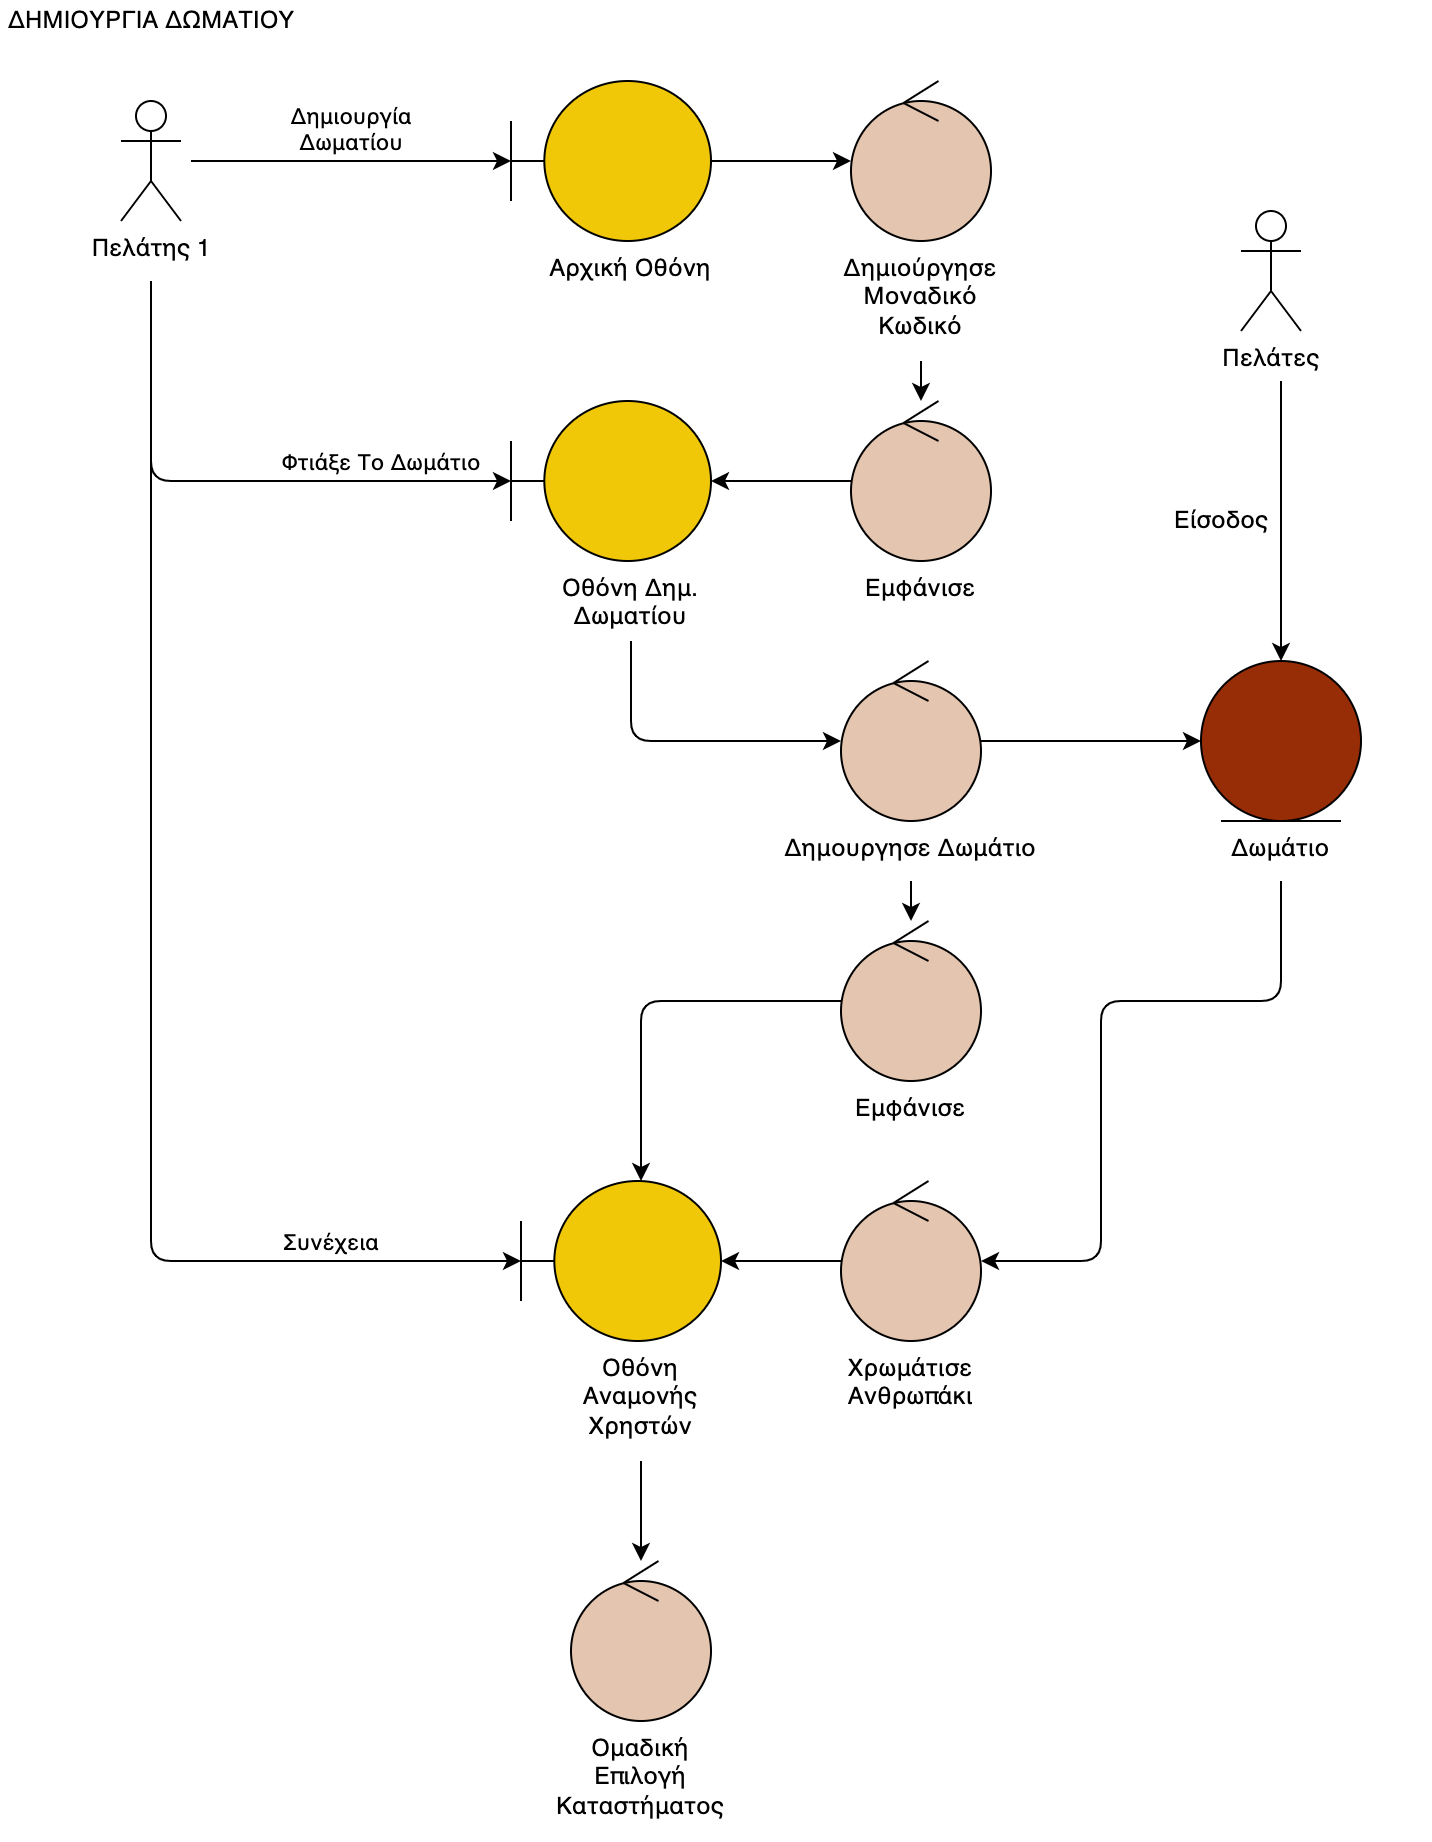 ΔΗΜΙΟΥΡΓΙΑ ΔΩΜΑΤΙΟΥ
Δημιουργία
Δωματίου
Πελάτης 1
Αρχική Οθόνη
Δημιούργησε
Μοναδικό
Κωδικό
Πελάτες
Φτιάξε Το Δωμάτιο
Οθόνη Δημ.
Δωματίου
Εμφάνισε
Είσοδος
Δημουργησε Δωμάτιο
Δωμάτιο
Εμφάνισε
Συνέχεια
Οθόνη
Αναμονής
Χρηστών
Χρωμάτισε
Ανθρωπάκι
Ομαδική
Επιλογή
Καταστήματος